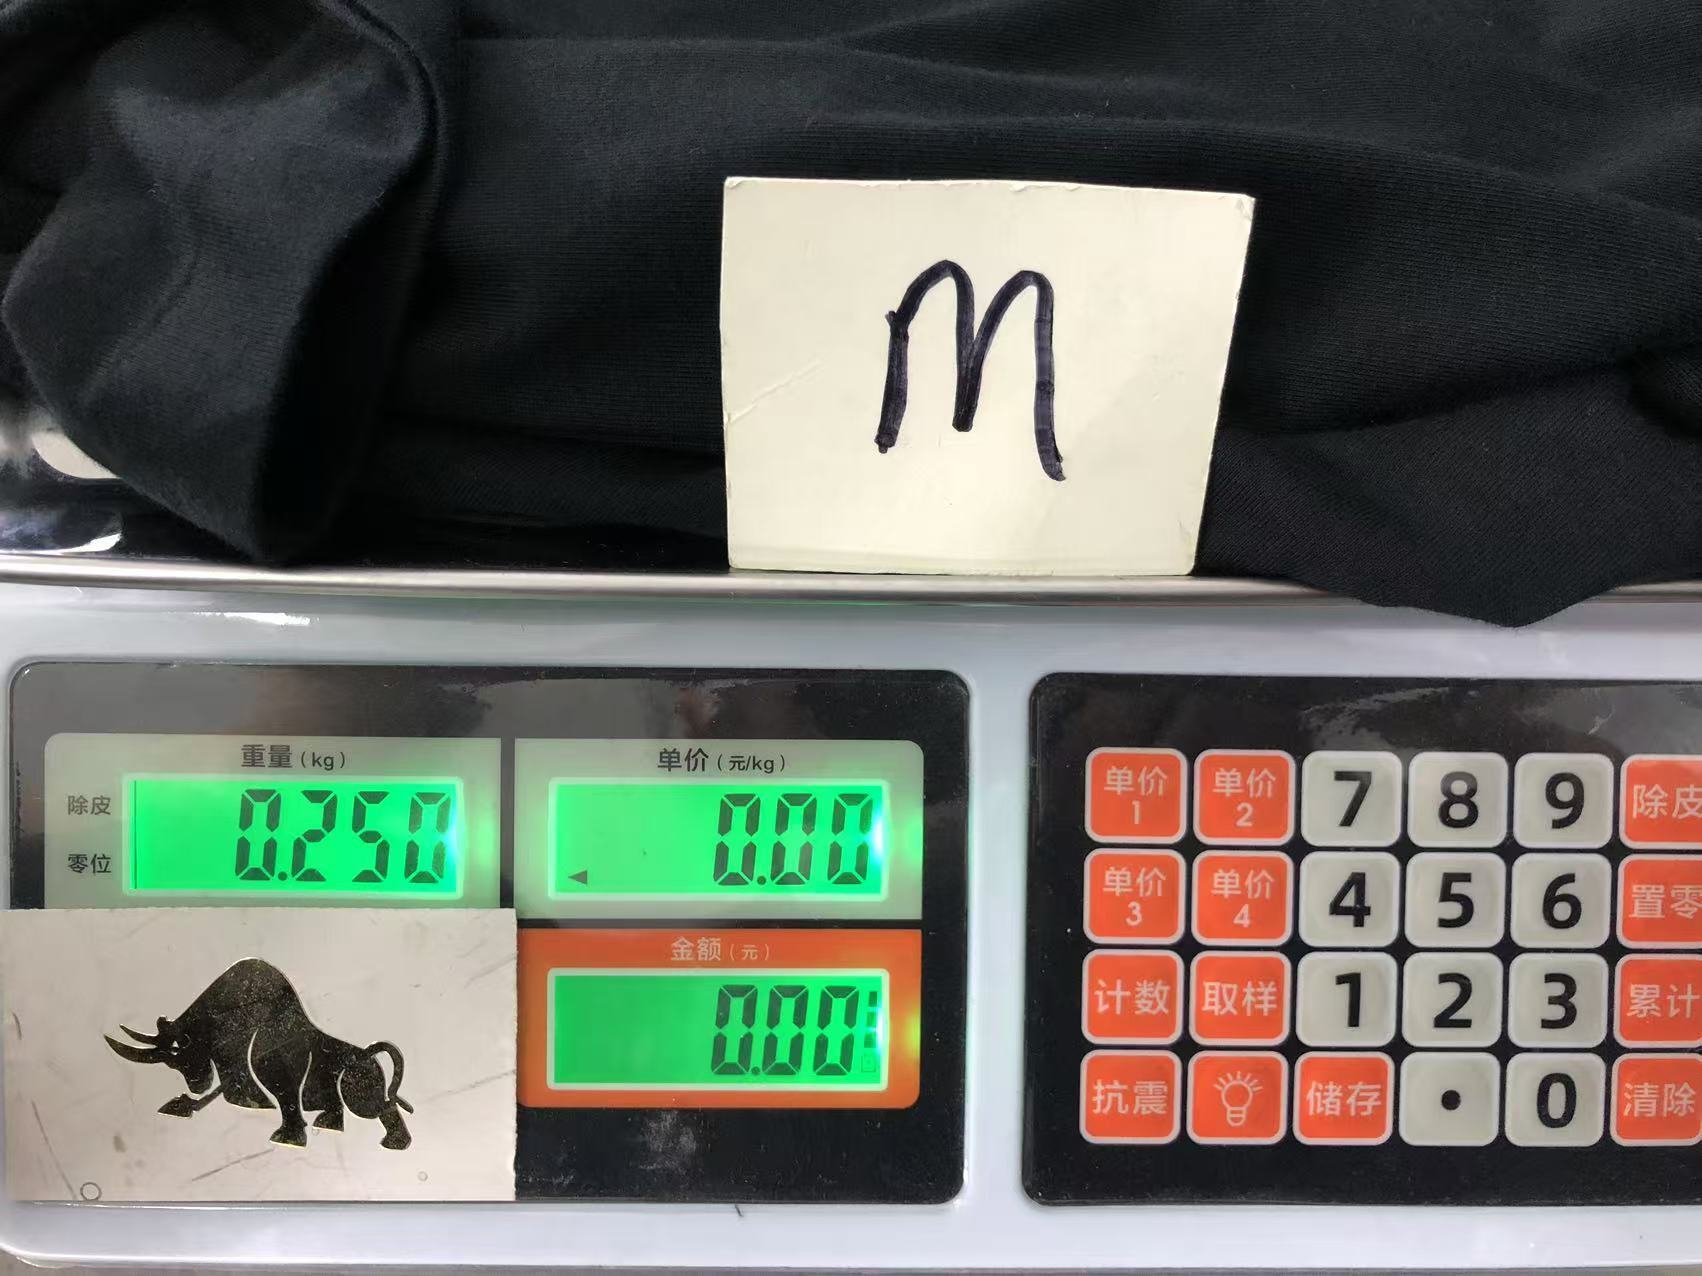 M
重量（kg）
除皮
零位
0.250
单价（元/kg）
0.00
金额（元）
0.00
单价1 单价2 7 8 9 除皮
单价3 单价4 4 5 6 置零
计数 取样 1 2 3 累计
抗震 储存 • 0 清除